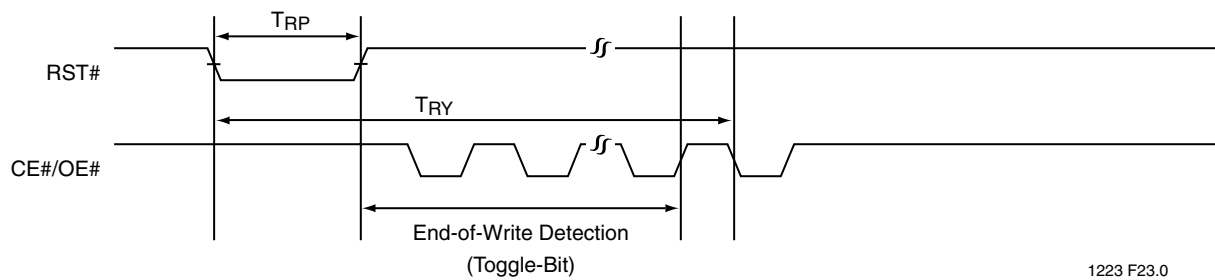 TRP
RST#
TRY
CE#/OE#
End-of-Write Detection
(Toggle-Bit)
1223 F23.0